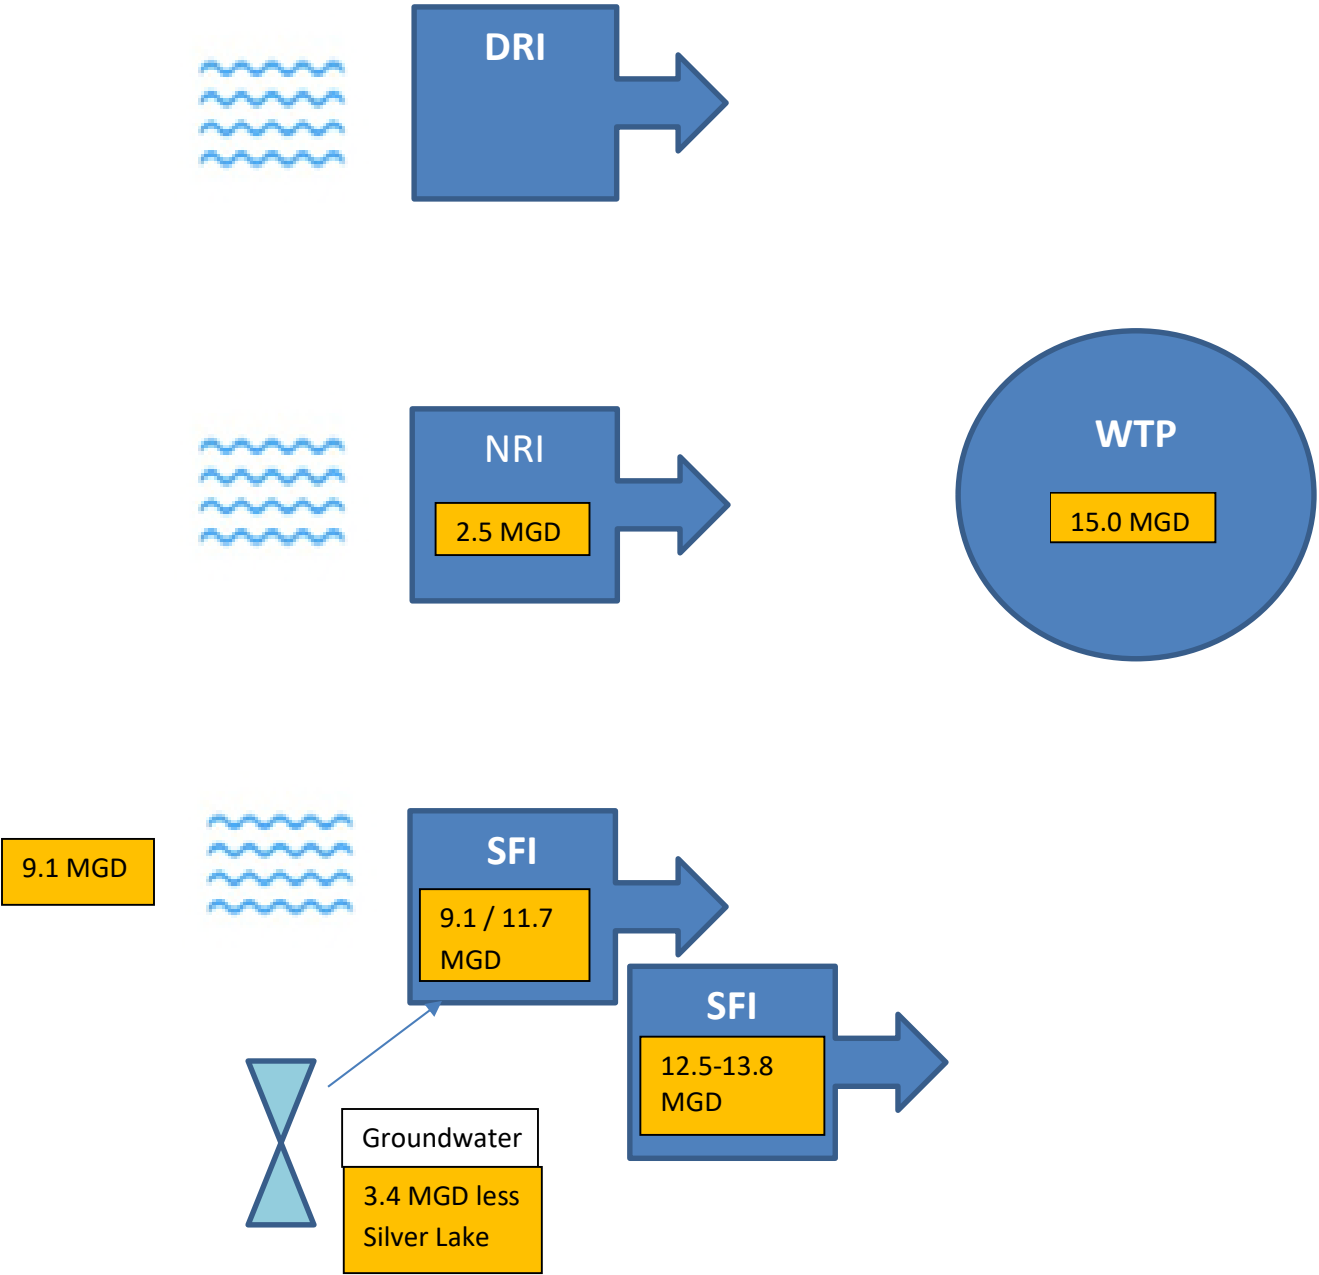 DRI
NRI
2.5 MGD
WTP
15.0 MGD
9.1 MGD
SFI
9.1 / 11.7
MGD
SFI
12.5-13.8
MGD
Groundwater
3.4 MGD less
Silver Lake